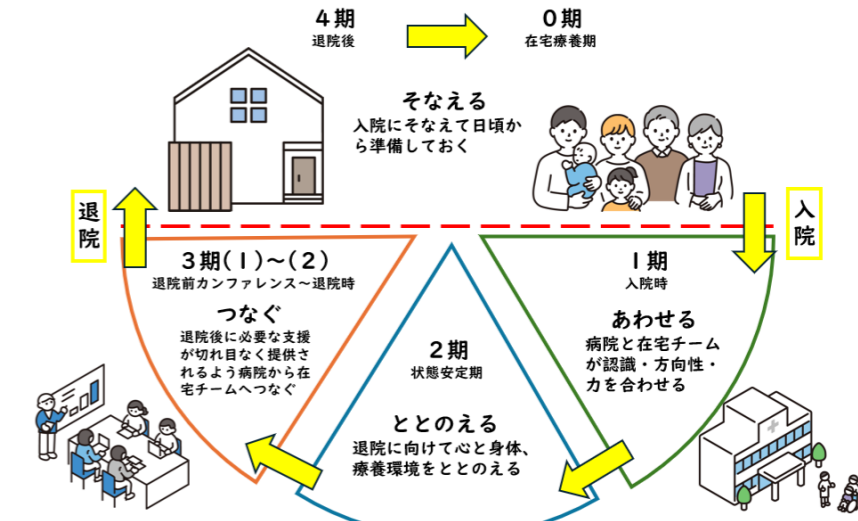 4期
退院後
0期
在宅療養期
そなえる
入院にそなえて日頃か
ら準備しておく
退院
入院
3期(1)~(2)
退院前カンファレンス~退院時
つなぐ
退院後に必要な支援
が切れ目なく提供さ
れるよう病院から在
宅チームへつなぐ
1期
入院時
あわせる
病院と在宅チーム
が認識・方向性・
力を合わせる
2期
状態安定期
ととのえる
退院に向けて心と身体、
療養環境をととのえる